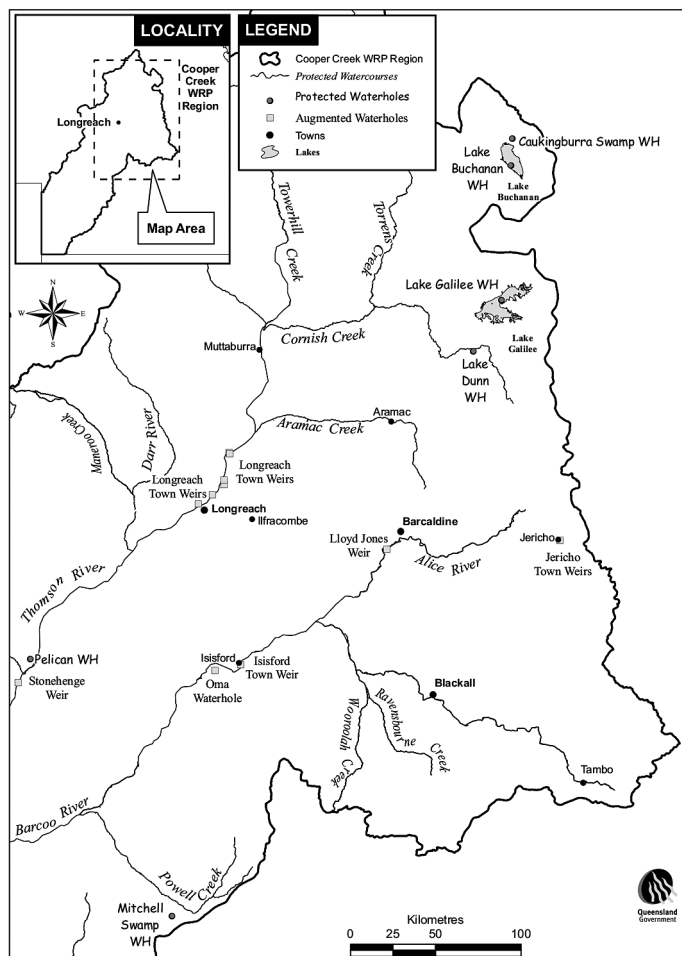 LOCALITY
Cooper
Creek
WRP
Region
Longreach
Map Area
LEGEND
Cooper Creek WRP Region
Protected Watercourses
Protected Waterholes
Augmented Waterholes
Towns
Lakes
Caukingburra Swamp WH
Lake
Buchanan
WH
Lake
Buchanan
Towerhill
Creek
Torrens
Creek
Lake Galilee WH
Lake
Galilee
N
W
E
S
Cornish Creek
Muttaburra
Lake
Dunn
WH
Maneroo Creek
Darr River
Aramac
Aramac Creek
Longreach
Town Weirs
Longreach
Town Weirs
Longreach
Ilfracombe
Barcaldine
Lloyd Jones
Weir
Alice River
Jericho
Jericho
Town Weirs
Thomson River
Pelican WH
Stonehenge
Weir
Isisford
Isisford
Town Weir
Oma
Waterhole
Blackall
Wooroolah
Creek
Ravensbourne
Creek
Tambo
Barcoo River
Powell Creek
Mitchell
Swamp
WH
Kilometres
0 25 50 100
Queensland
Government